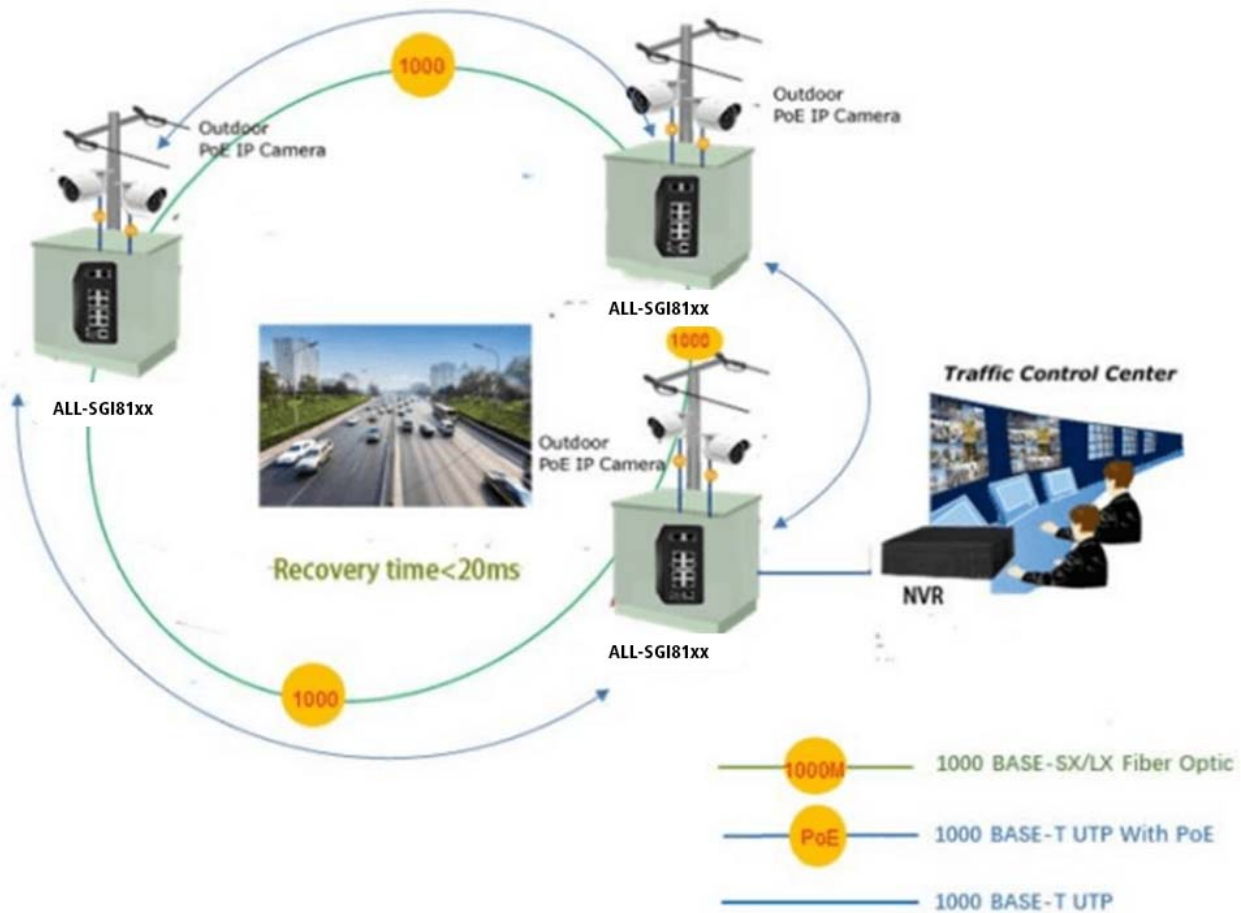 1000
Outdoor
PoE IP Camera
Outdoor
PoE IP Camera
ALL-SGI81xx
1000
ALL-SGI81xx
Traffic Control Center
Outdoor
PoE IP Camera
Recovery time<20ms
NVR
ALL-SGI81xx
1000
1000M
1000 BASE-SX/LX Fiber Optic
PoE
1000 BASE-T UTP With PoE
1000 BASE-T UTP